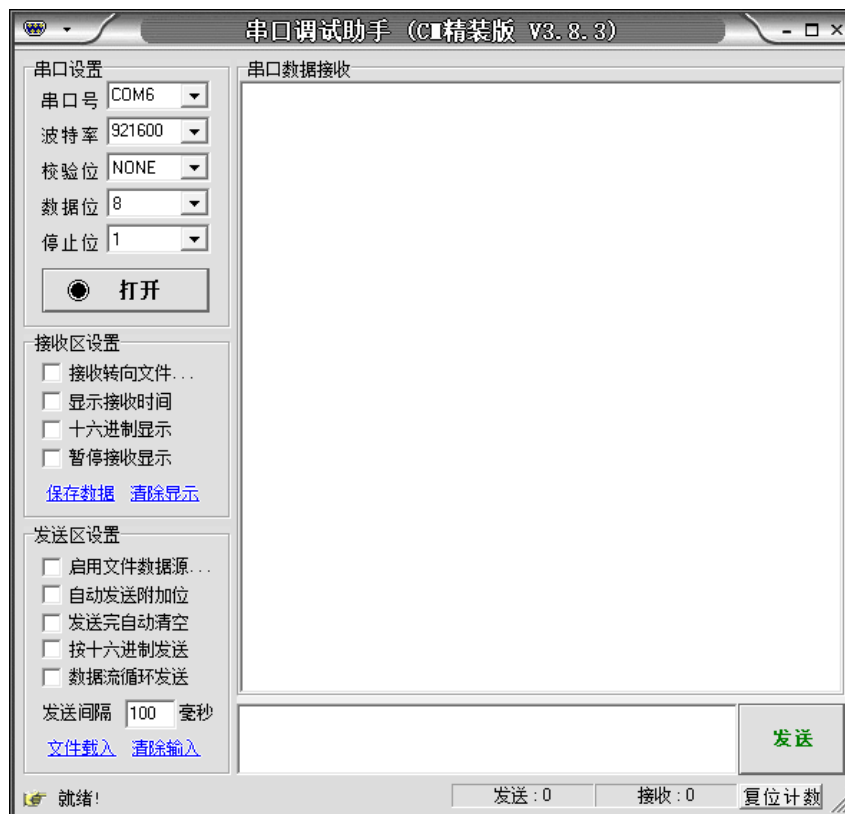 串口调试助手 (CM精装版 V3.8.3)
串口设置
串口号 COM6
波特率 921600
校验位 NONE
数据位 8
停止位 1
打开
接收区设置
接收转向文件...
显示接收时间
十六进制显示
暂停接收显示
保存数据 清除显示
发送区设置
启用文件数据源...
自动发送附加位
发送完自动清空
按十六进制发送
数据流循环发送
发送间隔 100 毫秒
文件载入 清除输入
串口数据接收
发送
就绪!
发送:0
接收:0
复位计数